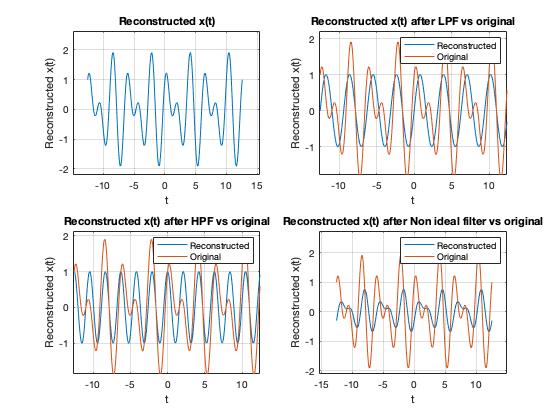 Reconstructed x(t)
Reconstructed x(t)
2
1
0
-1
-2
-10 -5 0 5 10 15
t
Reconstructed x(t) after LPF vs original
Reconstructed x(t)
2
1
0
-1
-10 -5 0 5 10
t
Reconstructed
Original
Reconstructed x(t) after HPF vs original
Reconstructed x(t)
2
1
0
-1
-10 -5 0 5 10
t
Reconstructed
Original
Reconstructed x(t) after Non ideal filter vs original
Reconstructed x(t)
2
1
0
-1
-2
-15 -10 -5 0 5 10
t
Reconstructed
Original